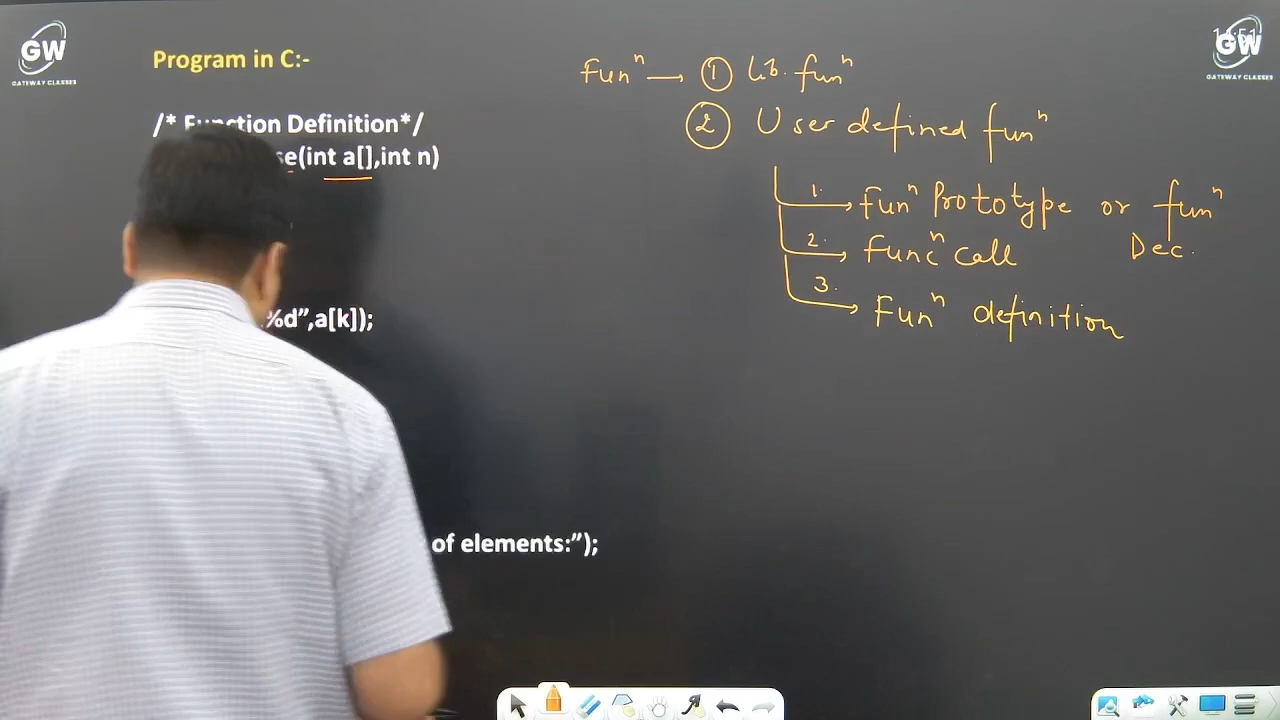 GW
GATEWAY CLASSES
GW
GATEWAY CLASSES
Program in C:-
/* Function Definition*/
se(int a[],int n)
%d”,a[k]);
of elements:”);
Funⁿ → ① Lib. funⁿ
② User defined funⁿ
1. Funⁿ Prototype or funⁿ Dec.
2. Funcⁿ call
3. Funⁿ definition